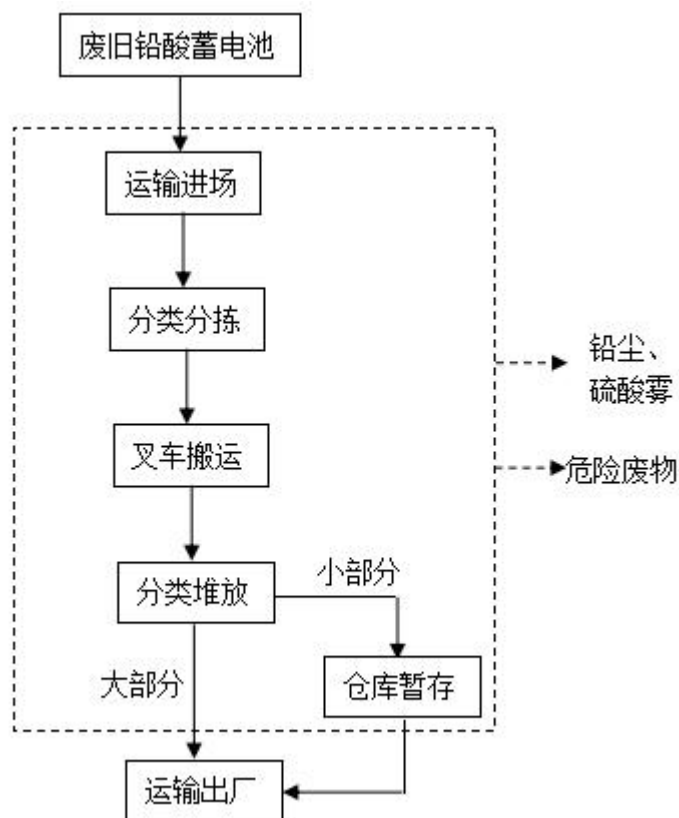 废旧铅酸蓄电池
运输进场
分类分拣
铅尘、
硫酸雾
叉车搬运
危险废物
分类堆放
小部分
大部分
仓库暂存
运输出厂